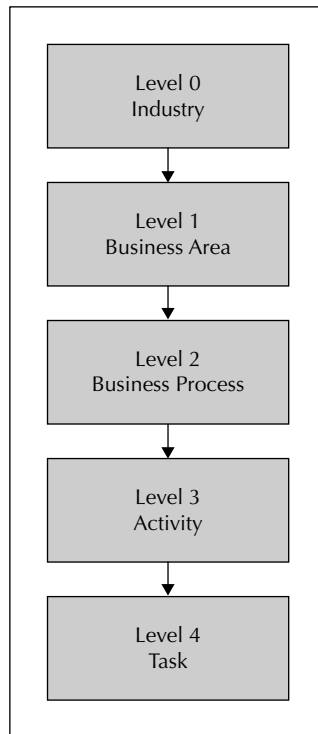 Level 0
Industry
Level 1
Business Area
Level 2
Business Process
Level 3
Activity
Level 4
Task